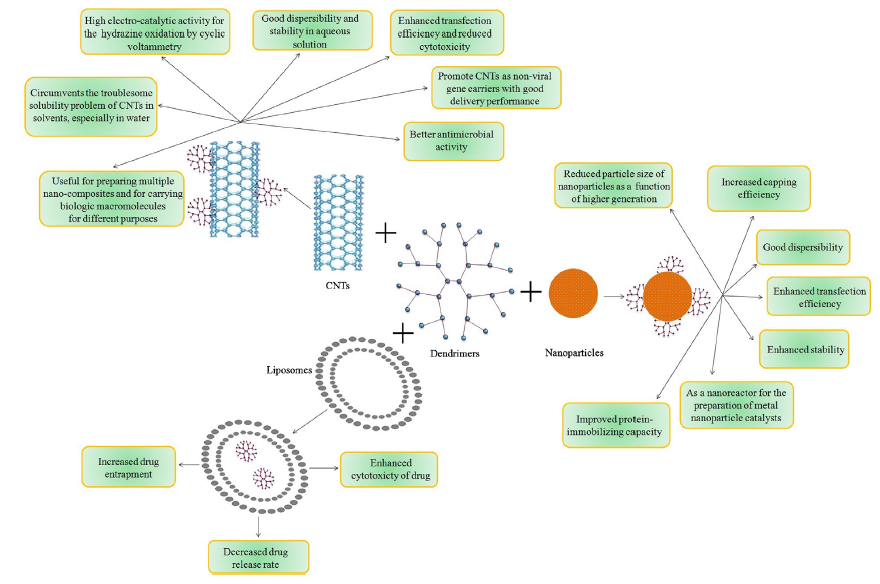 High electro-catalytic activity for
the hydrazine oxidation by cyclic
voltammetry
Good dispersibility and
stability in aqueous
solution
Enhanced transfection
efficiency and reduced
cytotoxicity
Promote CNTs as non-viral
gene carriers with good
delivery performance
Circumvents the troublesome
solubility problem of CNTs in
solvents, especially in water
Better antimicrobial
activity
Useful for preparing multiple
nano-composites and for carrying
biologic macromolecules
for different purposes
CNTs
+
Reduced particle size of
nanoparticles as a function
of higher generation
Increased capping
efficiency
Good dispersibility
Enhanced transfection
efficiency
Enhanced stability
As a nanoreactor for the
preparation of metal
nanoparticle catalysts
Improved protein-
immobilizing capacity
+
Dendrimers
Nanoparticles
+
Liposomes
Increased drug
entrapment
Enhanced
cytotoxicty of drug
Decreased drug
release rate